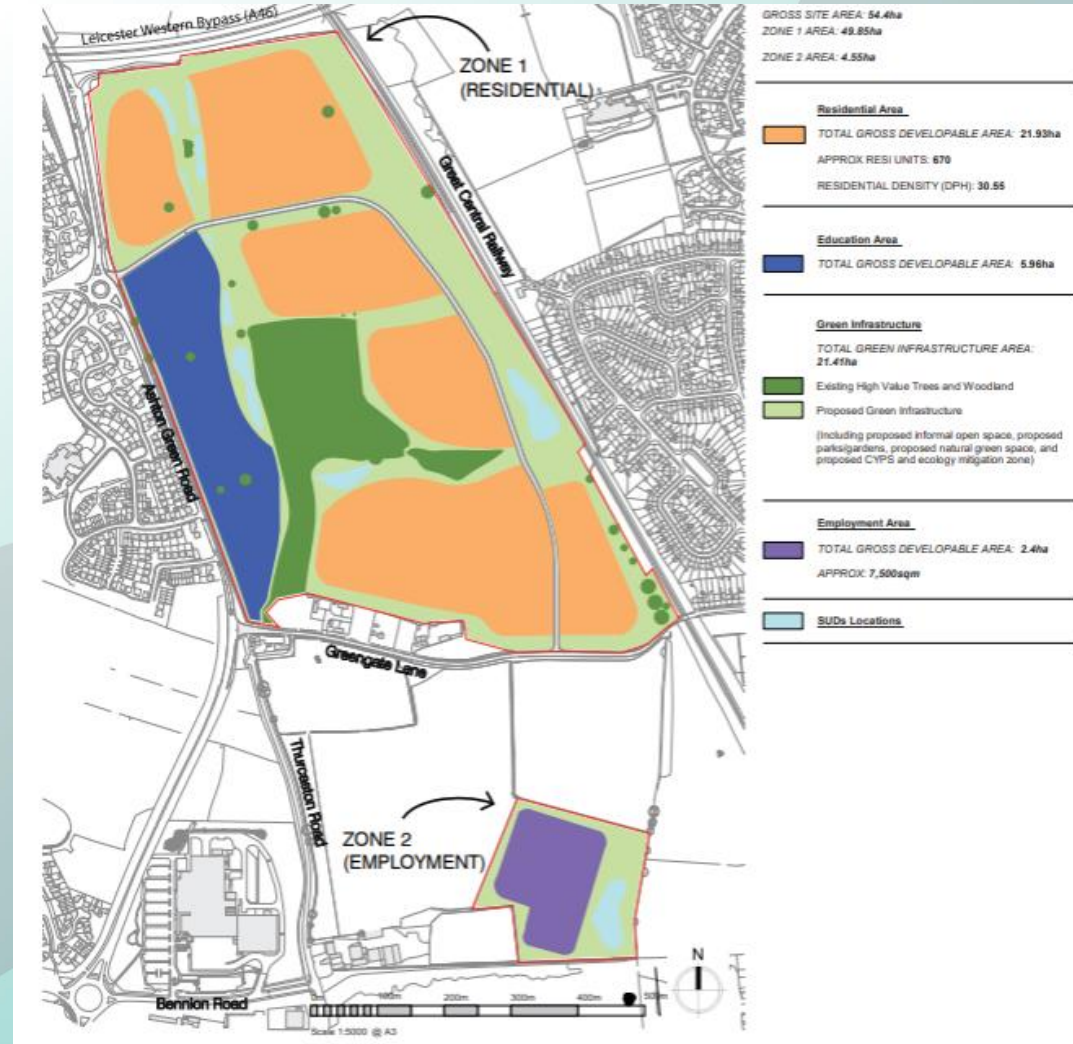 Leicester Western Bypass (A46)
ZONE 1
(RESIDENTIAL)
Great Central Railway
Ashton Green Road
Greengate Lane
Thurcaston Road
ZONE 2
(EMPLOYMENT)
Bennion Road
N
0m 100m 200m 300m 400m 500m
Scale 1:5000 @ A3
GROSS SITE AREA: 54.4ha
ZONE 1 AREA: 49.85ha
ZONE 2 AREA: 4.55ha
Residential Area
TOTAL GROSS DEVELOPABLE AREA: 21.93ha
APPROX RESI UNITS: 670
RESIDENTIAL DENSITY (DPH): 30.55
Education Area
TOTAL GROSS DEVELOPABLE AREA: 5.96ha
Green Infrastructure
TOTAL GREEN INFRASTRUCTURE AREA:
21.41ha
Existing High Value Trees and Woodland
Proposed Green Infrastructure
(Including proposed informal open space, proposed
parks/gardens, proposed natural green space, and
proposed CYPS and ecology mitigation zone)
Employment Area
TOTAL GROSS DEVELOPABLE AREA: 2.4ha
APPROX: 7,500sqm
SUDs Locations